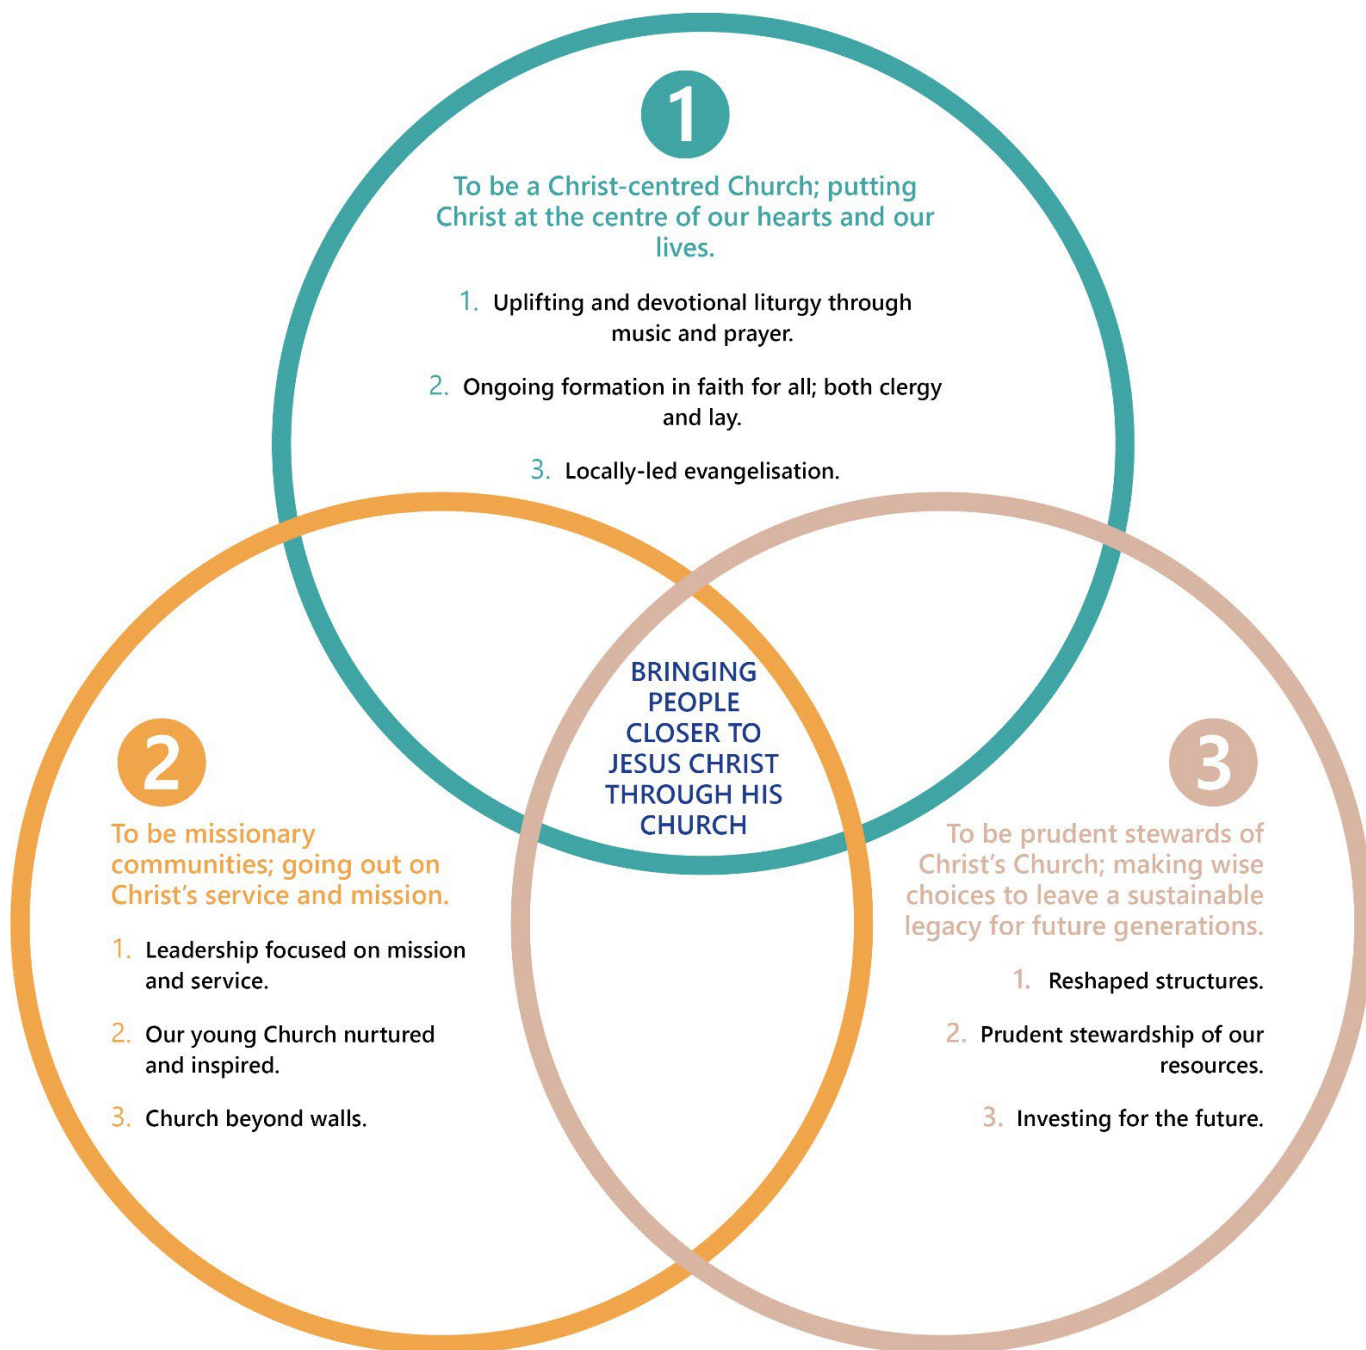 1
To be a Christ-centred Church; putting
Christ at the centre of our hearts and our
lives.
1. Uplifting and devotional liturgy through
music and prayer.
2. Ongoing formation in faith for all; both clergy
and lay.
3. Locally-led evangelisation.
BRINGING
PEOPLE
CLOSER TO
JESUS CHRIST
THROUGH HIS
CHURCH
2
To be missionary
communities; going out on
Christ’s service and mission.
1. Leadership focused on mission
and service.
2. Our young Church nurtured
and inspired.
3. Church beyond walls.
3
To be prudent stewards of
Christ’s Church; making wise
choices to leave a sustainable
legacy for future generations.
1. Reshaped structures.
2. Prudent stewardship of our
resources.
3. Investing for the future.